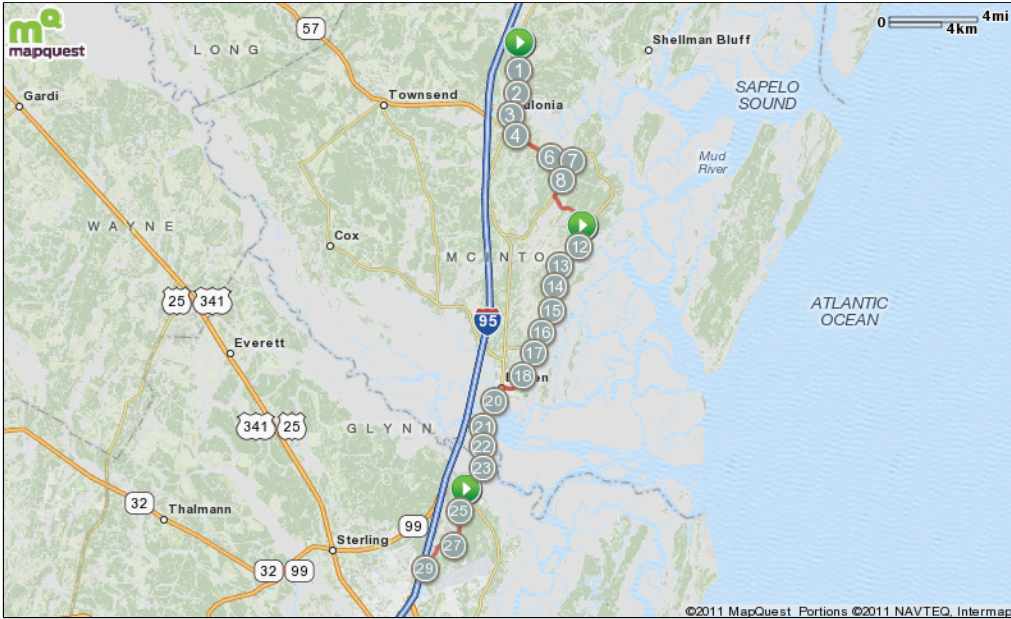 mapquest
57
LONG
Shellman Bluff
0 4mi
4km
1
Gardi
Townsend
2
ulonia
SAPELO
SOUND
3
4
6
7
Mud
River
8
WAYNE
Cox
12
MCINTO
13
14
25 341
15
ATLANTIC
OCEAN
95
16
Everett
17
18
en
20
341 25
GLYNN
21
22
23
32
Thalmann
25
99
Sterling
27
32 99
29
©2011 MapQuest Portions ©2011 NAVTEQ, Intermap